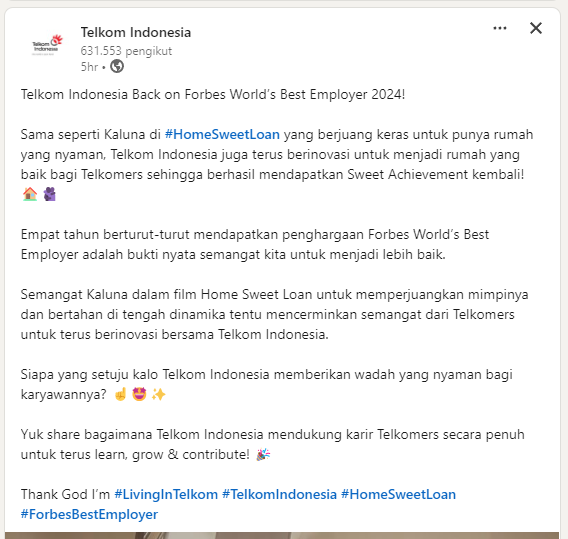 Telkom
Indonesia
Telkom Indonesia
631.553 pengikut
5hr •
Telkom Indonesia Back on Forbes World’s Best Employer 2024!
Sama seperti Kaluna di #HomeSweetLoan yang berjuang keras untuk punya rumah
yang nyaman, Telkom Indonesia juga terus berinovasi untuk menjadi rumah yang
baik bagi Telkomers sehingga berhasil mendapatkan Sweet Achievement kembali!
🏠 🫂
Empat tahun berturut-turut mendapatkan penghargaan Forbes World’s Best
Employer adalah bukti nyata semangat kita untuk menjadi lebih baik.
Semangat Kaluna dalam film Home Sweet Loan untuk memperjuangkan mimpinya
dan bertahan di tengah dinamika tentu mencerminkan semangat dari Telkomers
untuk terus berinovasi bersama Telkom Indonesia.
Siapa yang setuju kalo Telkom Indonesia memberikan wadah yang nyaman bagi
karyawannya? ☝️ 🤩 ✨
Yuk share bagaimana Telkom Indonesia mendukung karir Telkomers secara penuh
untuk terus learn, grow & contribute! 🎉
Thank God I’m #LivingInTelkom #TelkomIndonesia #HomeSweetLoan
#ForbesBestEmployer